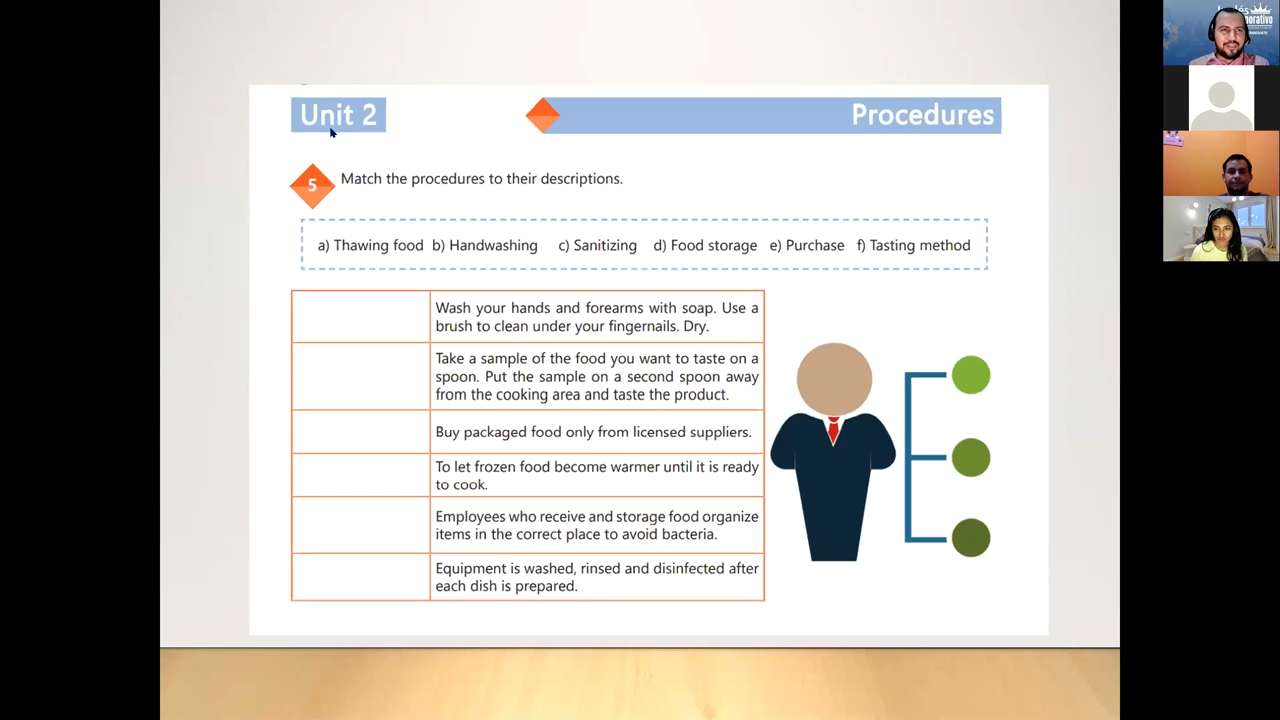 Unit 2
Procedures
5
Match the procedures to their descriptions.
a) Thawing food b) Handwashing c) Sanitizing d) Food storage e) Purchase f) Tasting method
Wash your hands and forearms with soap. Use a
brush to clean under your fingernails. Dry.
Take a sample of the food you want to taste on a
spoon. Put the sample on a second spoon away
from the cooking area and taste the product.
Buy packaged food only from licensed suppliers.
To let frozen food become warmer until it is ready
to cook.
Employees who receive and storage food organize
items in the correct place to avoid bacteria.
Equipment is washed, rinsed and disinfected after
each dish is prepared.